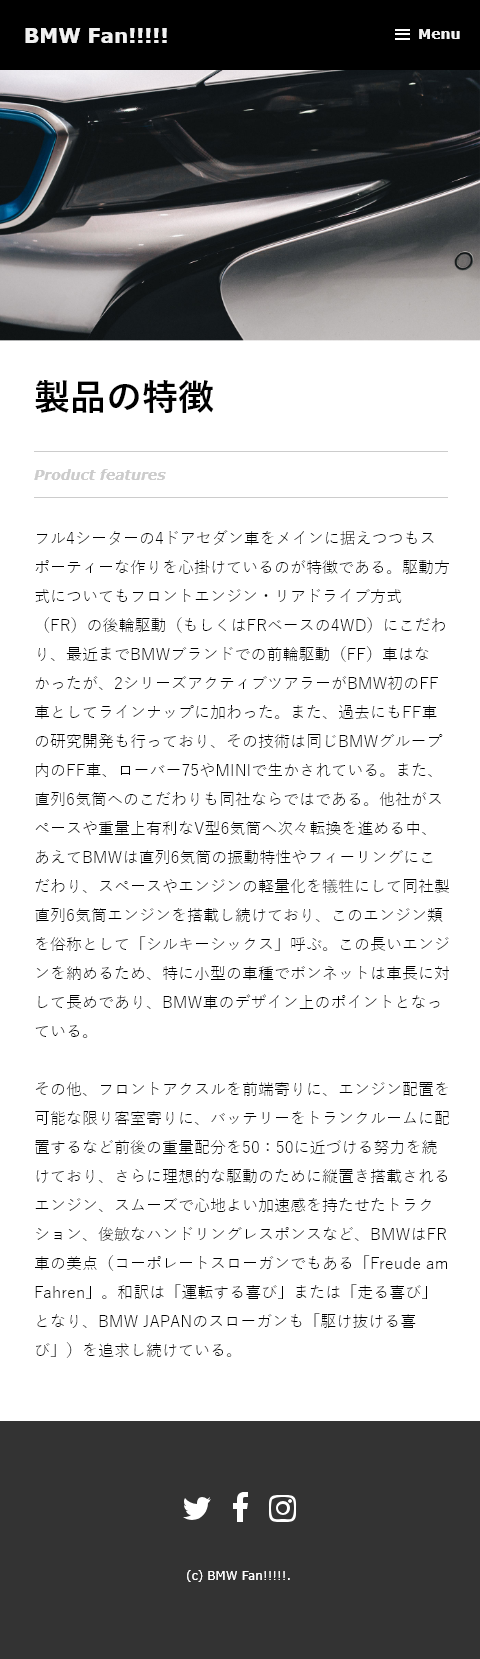 BMW Fan!!!!!
Menu
製品の特徴
Product features
フル4シーターの4ドアセダン車をメインに据えつつもス
ポーティーな作りを心掛けているのが特徴である。駆動方
式についてもフロントエンジン・リアドライブ方式
（FR）の後輪駆動（もしくはFRベースの4WD）にこだわ
り、最近までBMWブランドでの前輪駆動（FF）車はな
かったが、2シリーズアクティブツアラーがBMW初のFF
車としてラインナップに加わった。また、過去にもFF車
の研究開発も行っており、その技術は同じBMWグループ
内のFF車、ローバー75やMINIで生かされている。また、
直列6気筒へのこだわりも同社ならではである。他社がス
ペースや重量上有利なV型6気筒へ次々転換を進める中、
あえてBMWは直列6気筒の振動特性やフィーリングにこ
だわり、スペースやエンジンの軽量化を犠牲にして同社製
直列6気筒エンジンを搭載し続けており、このエンジン類
を俗称として「シルキーシックス」呼ぶ。この長いエンジ
ンを納めるため、特に小型の車種でボンネットは車長に対
して長めであり、BMW車のデザイン上のポイントとなっ
ている。
その他、フロントアクスルを前端寄りに、エンジン配置を
可能な限り客室寄りに、バッテリーをトランクルームに配
置するなど前後の重量配分を50：50に近づける努力を続
けており、さらに理想的な駆動のために縦置き搭載される
エンジン、スムーズで心地よい加速感を持たせたトラク
ション、俊敏なハンドリングレスポンスなど、BMWはFR
車の美点（コーポレートスローガンでもある「Freude am
Fahren」。和訳は「運転する喜び」または「走る喜び」
となり、BMW JAPANのスローガンも「駆け抜ける喜
び」）を追求し続けている。
(c) BMW Fan!!!!!.